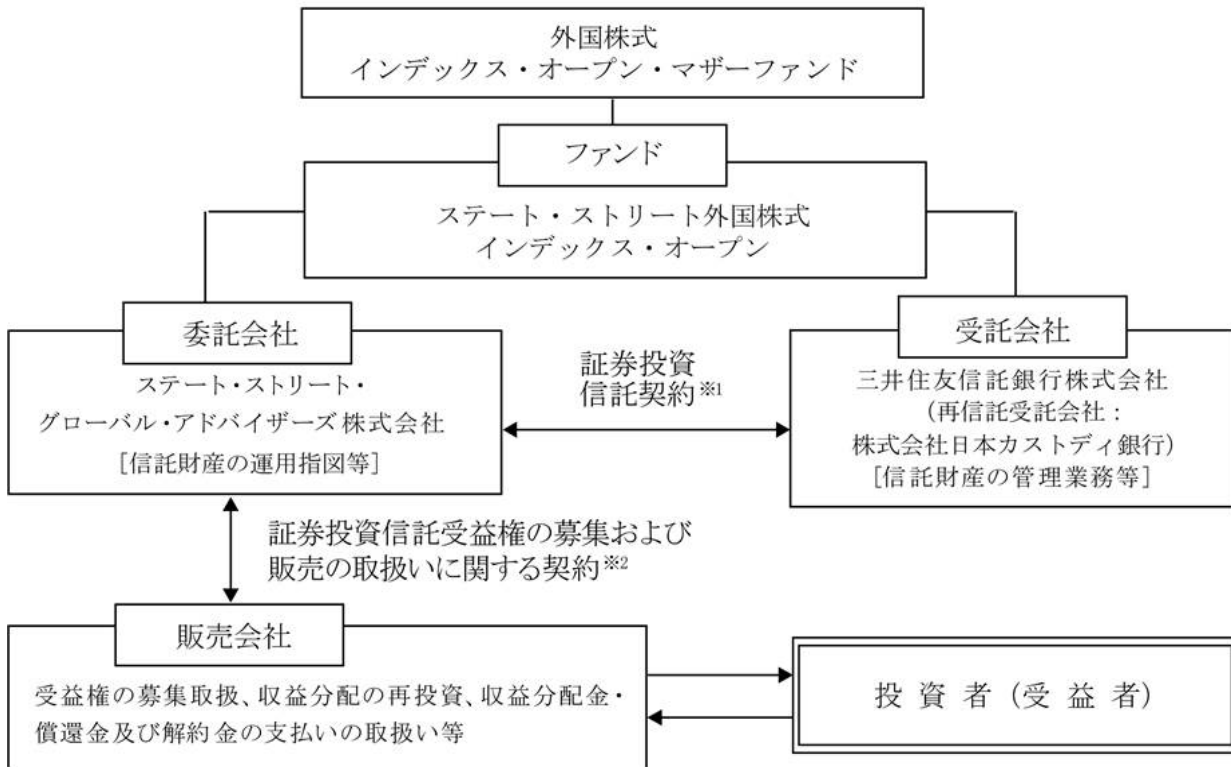 外国株式
インデックス・オープン・マザーファンド
ファンド
ステート・ストリート外国株式
インデックス・オープン
委託会社
ステート・ストリート・
グローバル・アドバイザーズ株式会社
[信託財産の運用指図等]
証券投資
信託契約※1
受託会社
三井住友信託銀行株式会社
(再信託受託会社:
株式会社日本カストディ銀行)
[信託財産の管理業務等]
証券投資信託受益権の募集および
販売の取扱いに関する契約※2
販売会社
受益権の募集取扱、収益分配の再投資、収益分配金・
償還金及び解約金の支払いの取扱い等
投資者(受益者)